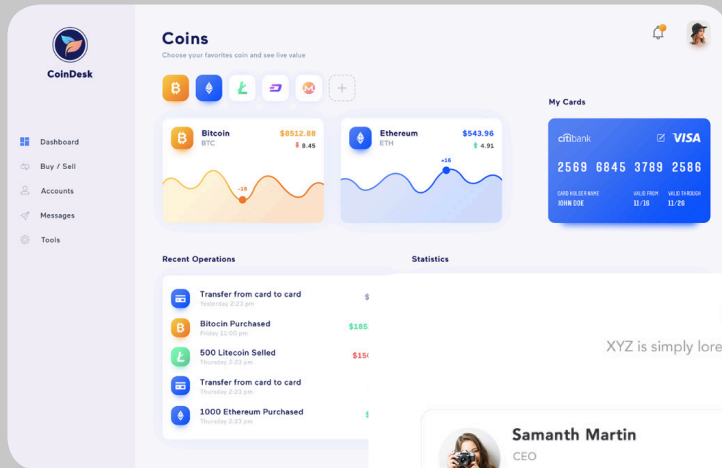 Coins
Choose your favorites coin and see live value
CoinDesk
My Cards
Bitcoin
$8512.88
BTC
8.45
-18
Ethereum
$543.96
ETH
4.91
+16
citibank
VISA
2569 6845 3789 2586
CARD HOLDER NAME
VALID FROM
VALID THROUGH
JOHN DOE
11/16
11/20
Dashboard
Buy / Sell
Accounts
Messages
Tools
Recent Operations
Statistics
Transfer from card to card
$
Yesterday 2:23 pm
Bitocin Purchased
$185
Friday 11:00 pm
500 Litecoin Selled
$150
Thursday 2:23 pm
Transfer from card to card
Thursday 2:23 pm
1000 Ethereum Purchased
Thursday 2:23 pm
XYZ is simply lore
Samanth Martin
CEO